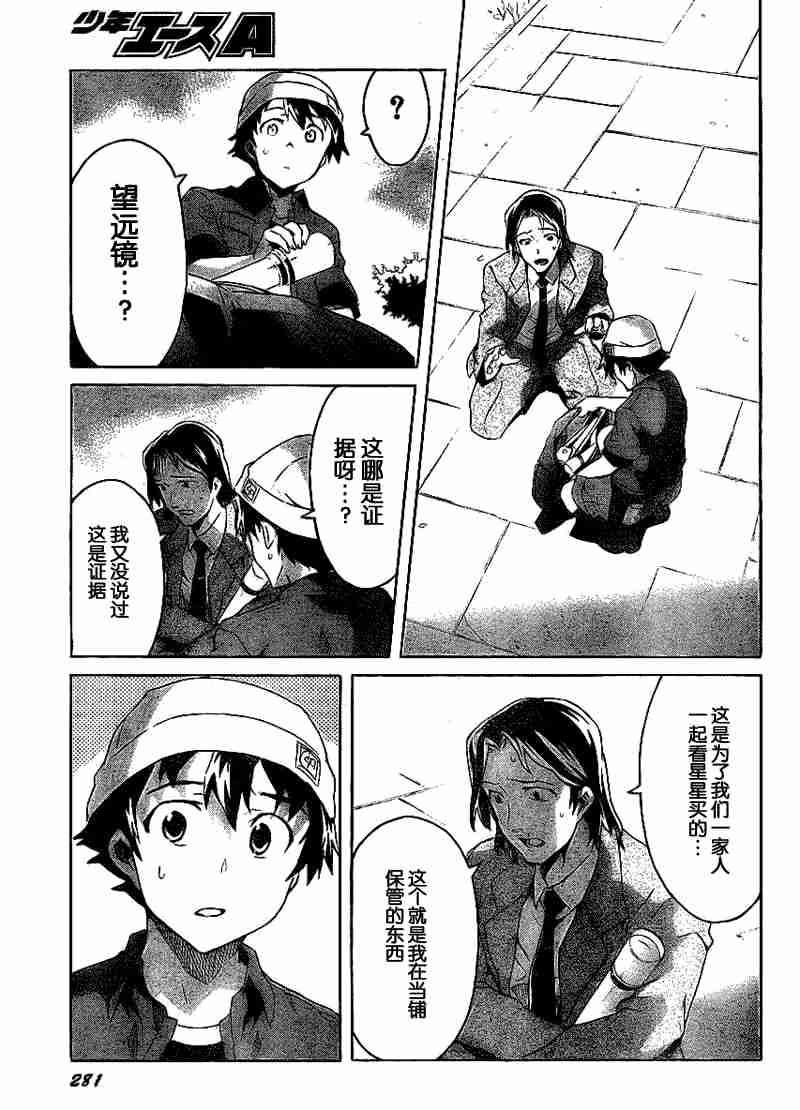 少年エースA
？
望远镜…？
这哪是证
据呀…？
我又没说过
这是证据
这是为了我们一家人
一起看星星买的…
这个就是我在当铺
保管的东西
281